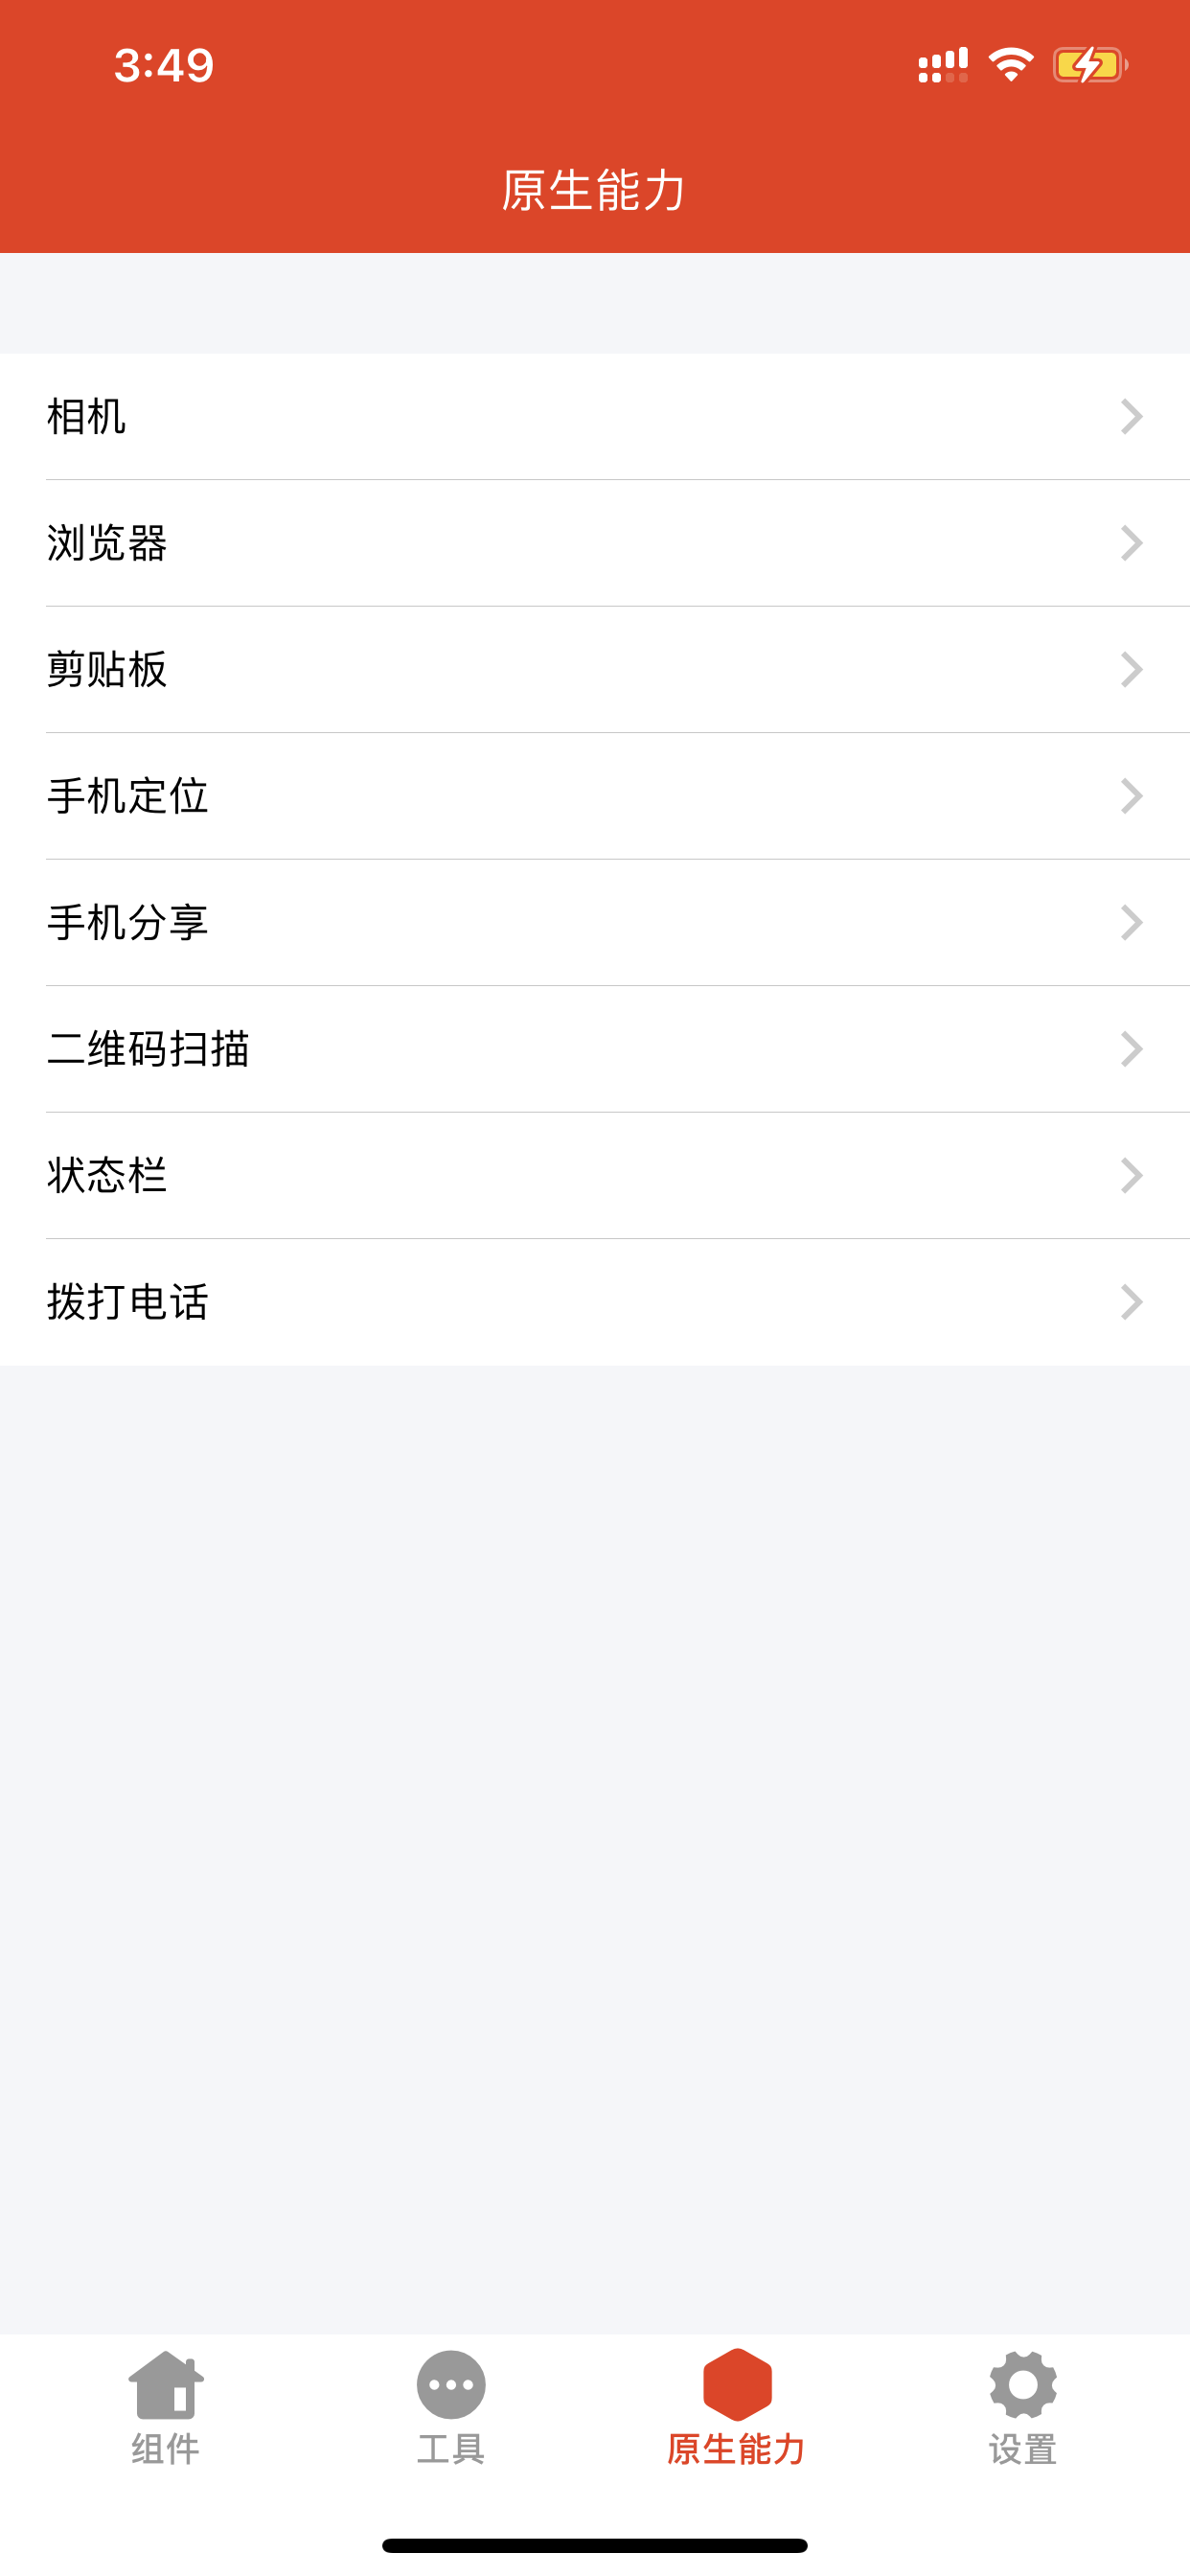 3:49
原生能力
相机
浏览器
剪贴板
手机定位
手机分享
二维码扫描
状态栏
拨打电话
组件
工具
原生能力
设置